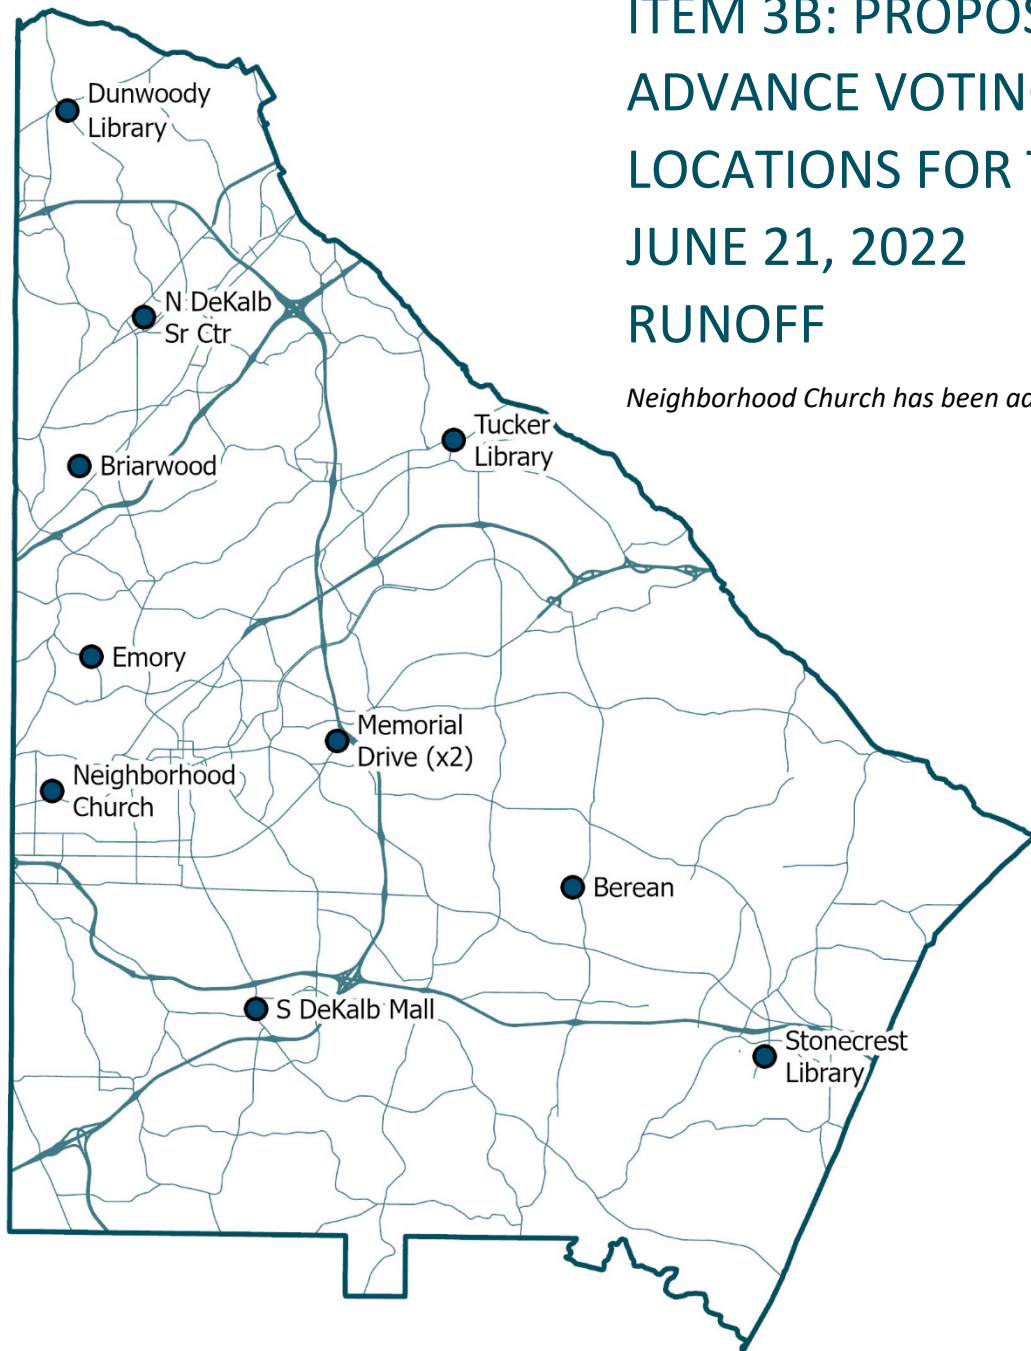 ITEM 3B: PROPOS
ADVANCE VOTING
LOCATIONS FOR T
JUNE 21, 2022
RUNOFF
Neighborhood Church has been ad
Dunwoody
Library
N DeKalb
Sr Ctr
Tucker
Library
Briarwood
Emory
Memorial
Drive (x2)
Neighborhood
Church
Berean
S DeKalb Mall
Stonecrest
Library